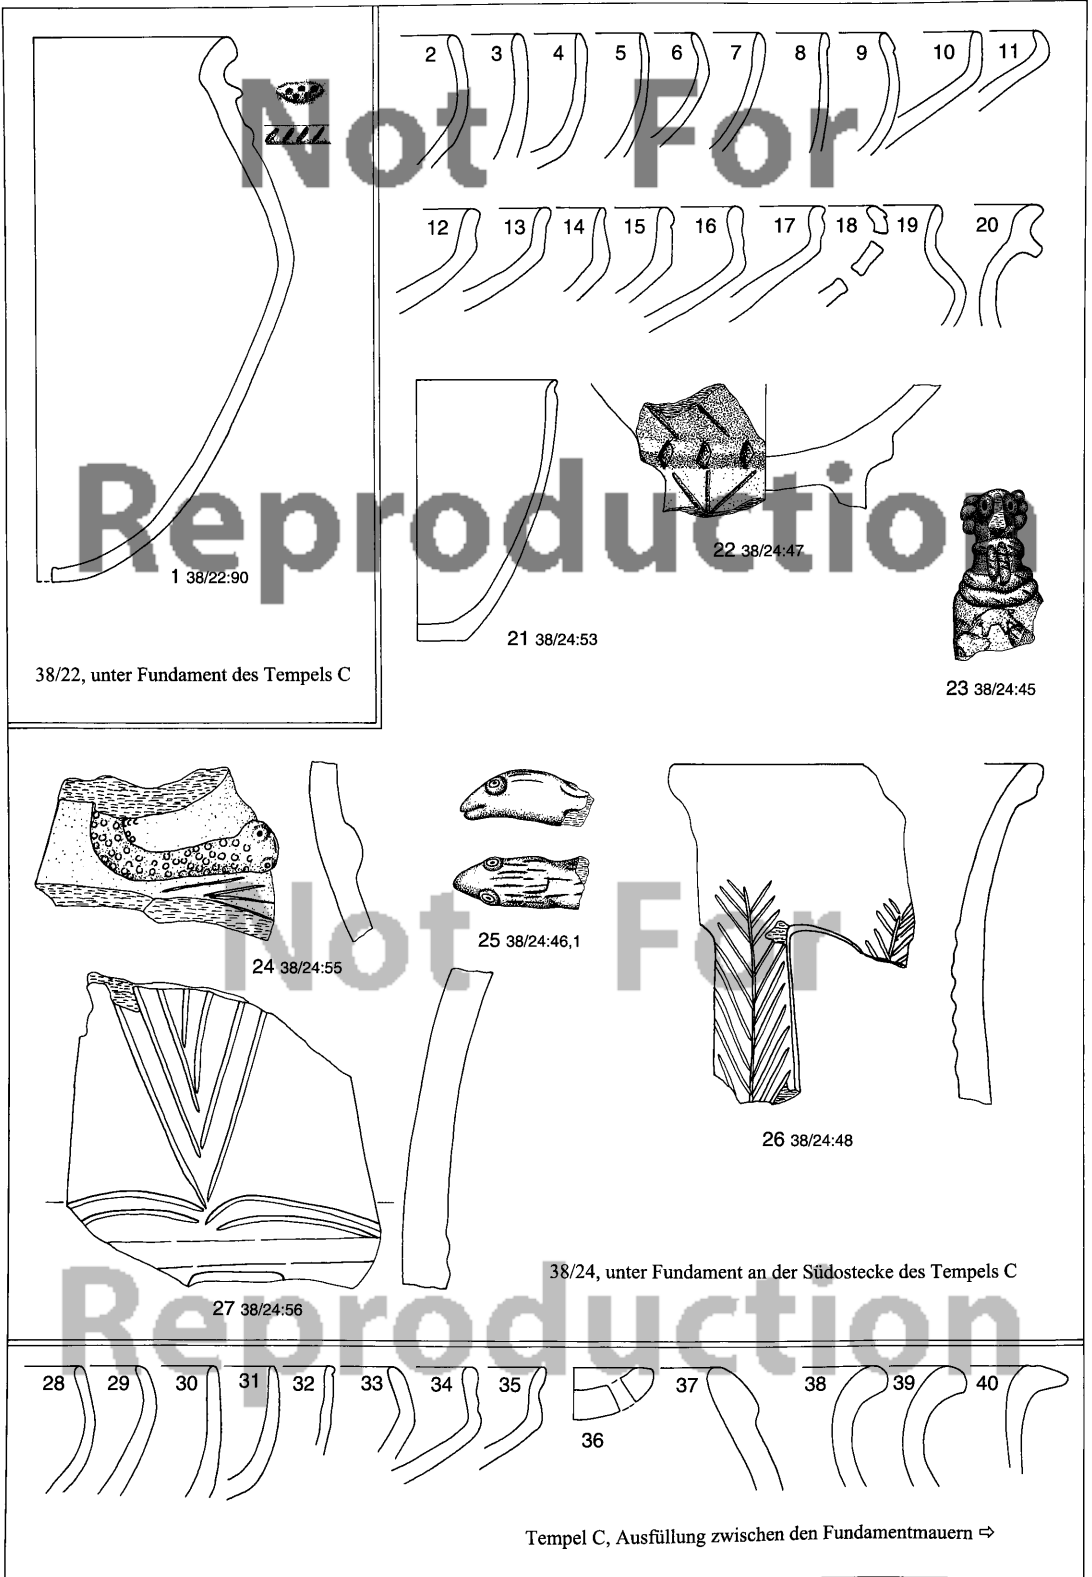 2 3 4 5 6 7 8 9 10 11
Not For
12 13 14 15 16 17 18 19 20
Reproduction
22 38/24:47
1 38/22:90
21 38/24:53
38/22, unter Fundament des Tempels C
23 38/24:45
25 38/24:46,1
Not For
24 38/24:55
26 38/24:48
38/24, unter Fundament an der Südostecke des Tempels C
27 38/24:56
Reproduction
28 29 30 31 32 33 34 35 37 38 39 40
36
Tempel C, Ausfüllung zwischen den Fundamentmauern ⇨